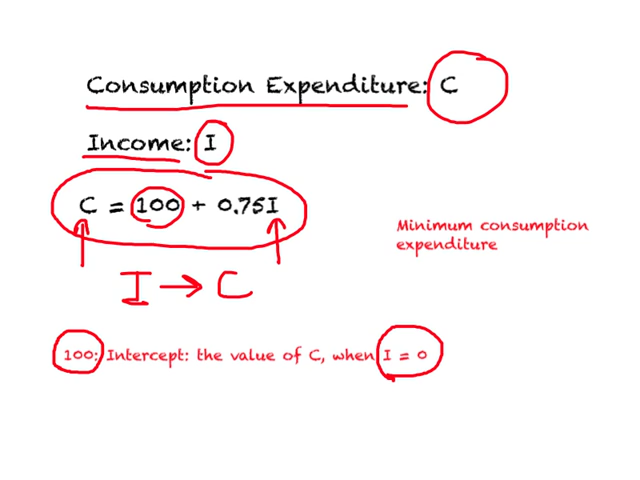 Consumption Expenditure: C
Income: I
C = 100 + 0.75I
Minimum consumption
expenditure
I → C
100: Intercept: the value of C, when I = 0